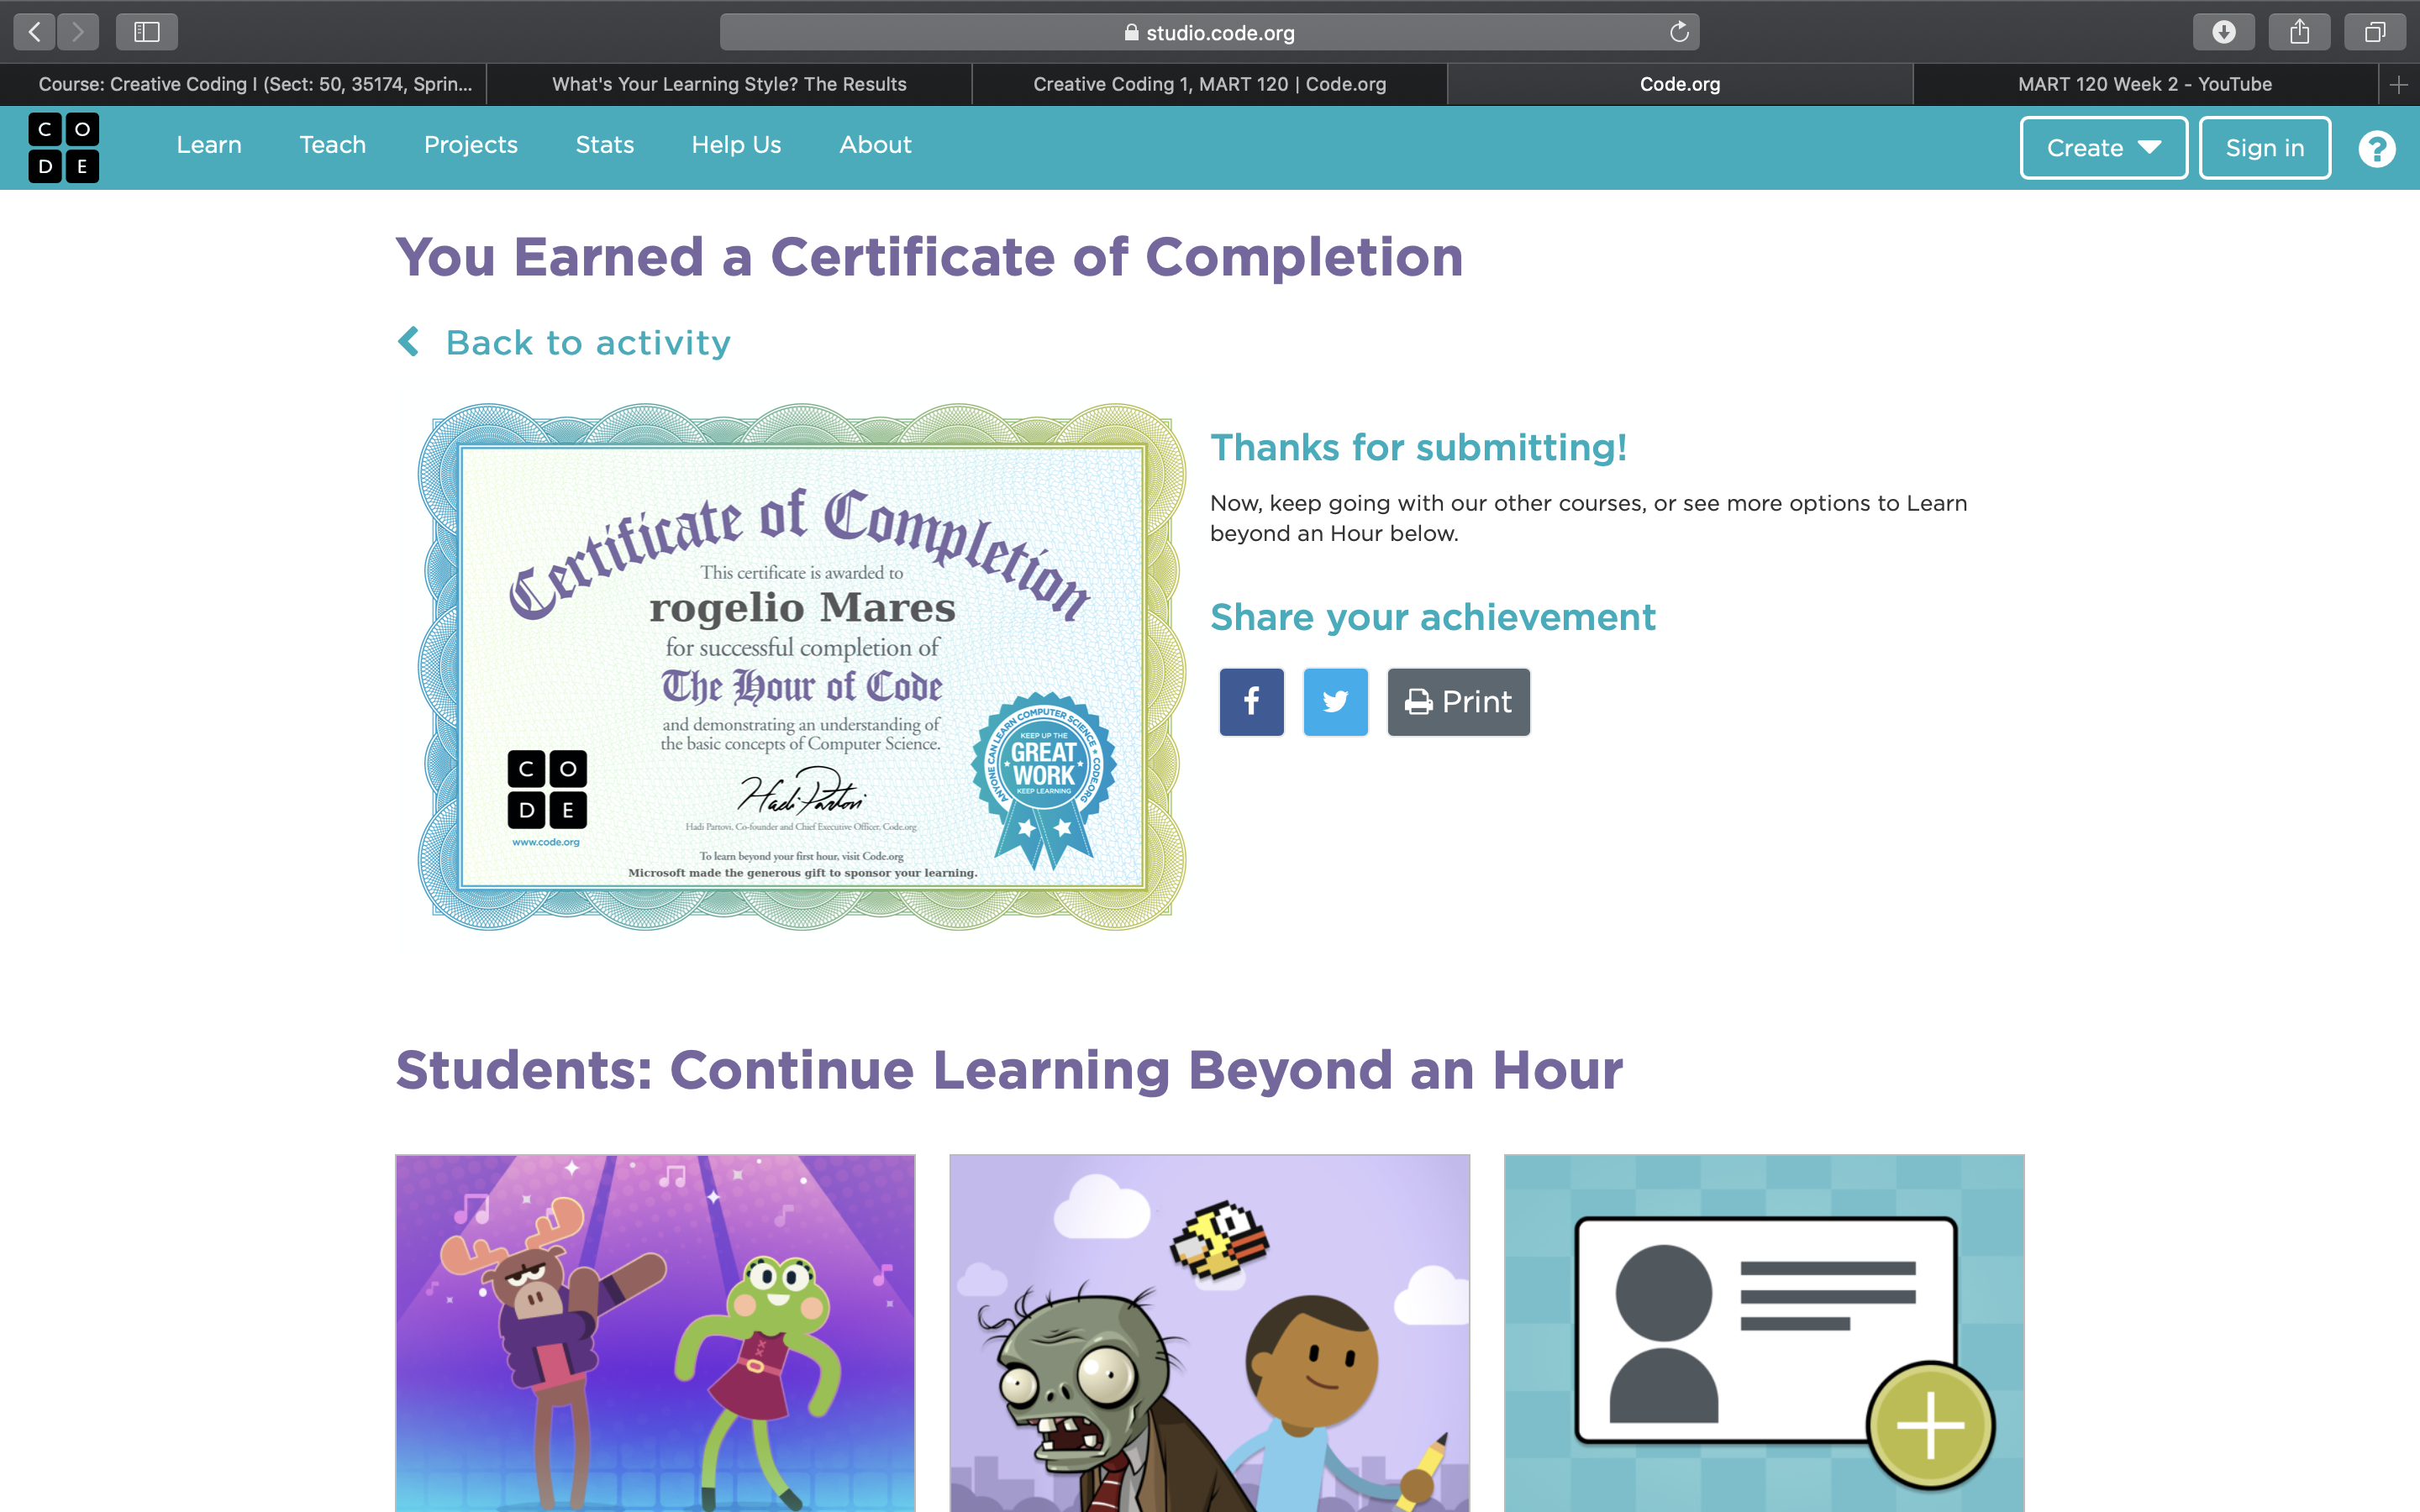 studio.code.org
Course: Creative Coding I (Sect: 50, 35174, Sprin...
What's Your Learning Style? The Results
Creative Coding 1, MART 120 | Code.org
Code.org
MART 120 Week 2 - YouTube
C O
D E
Learn
Teach
Projects
Stats
Help Us
About
Create
Sign in
?
You Earned a Certificate of Completion
Back to activity
Certificate of Completion
This certificate is awarded to
rogelio Mares
for successful completion of
The Hour of Code
and demonstrating an understanding of
the basic concepts of Computer Science.
C O
D E
www.code.org
Hadi Partovi
Hadi Partovi, Co-founder and Chief Executive Officer, Code.org
To learn beyond your first hour, visit Code.org
Microsoft made the generous gift to sponsor your learning.
ANYONE CAN LEARN COMPUTER SCIENCE * CODE.ORG
KEEP UP THE
GREAT
WORK
KEEP LEARNING
Thanks for submitting!
Now, keep going with our other courses, or see more options to Learn
beyond an Hour below.
Share your achievement
f
Print
Students: Continue Learning Beyond an Hour